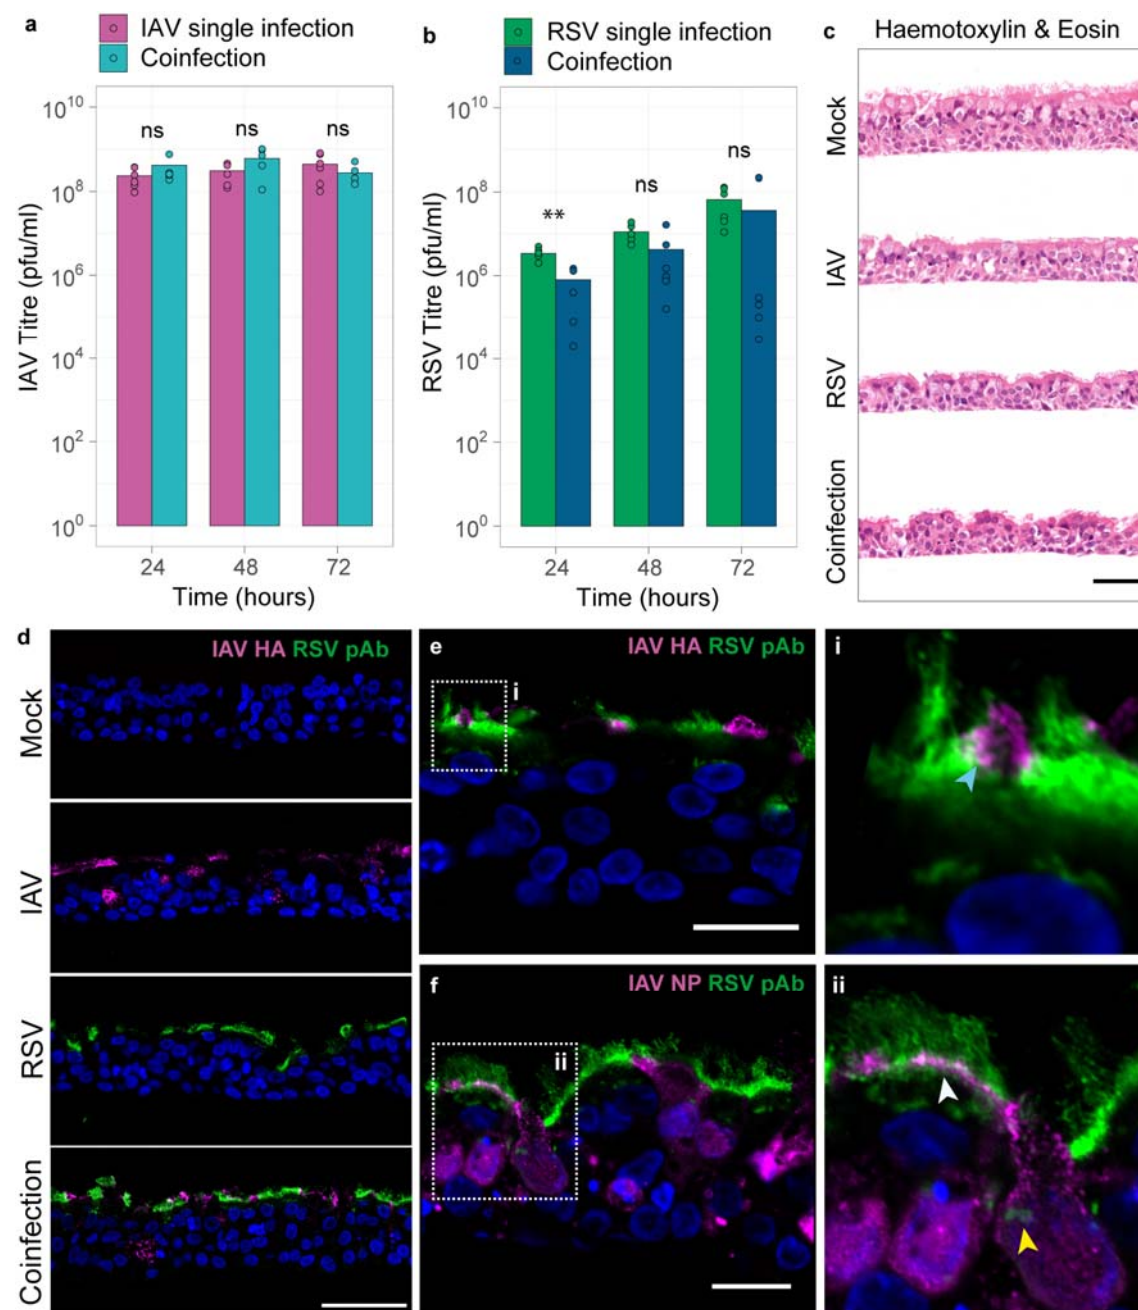 a
IAV single infection
Coinfection
IAV Titre (pfu/ml)
10^10
10^8
10^6
10^4
10^2
10^0
ns
ns
ns
24
48
72
Time (hours)
b
RSV single infection
Coinfection
RSV Titre (pfu/ml)
10^10
10^8
10^6
10^4
10^2
10^0
**
ns
ns
24
48
72
Time (hours)
c
Haemotoxylin & Eosin
Mock
IAV
RSV
Coinfection
d
IAV HA RSV pAb
Mock
IAV
RSV
Coinfection
e
IAV HA RSV pAb
i
i
f
IAV NP RSV pAb
ii
ii